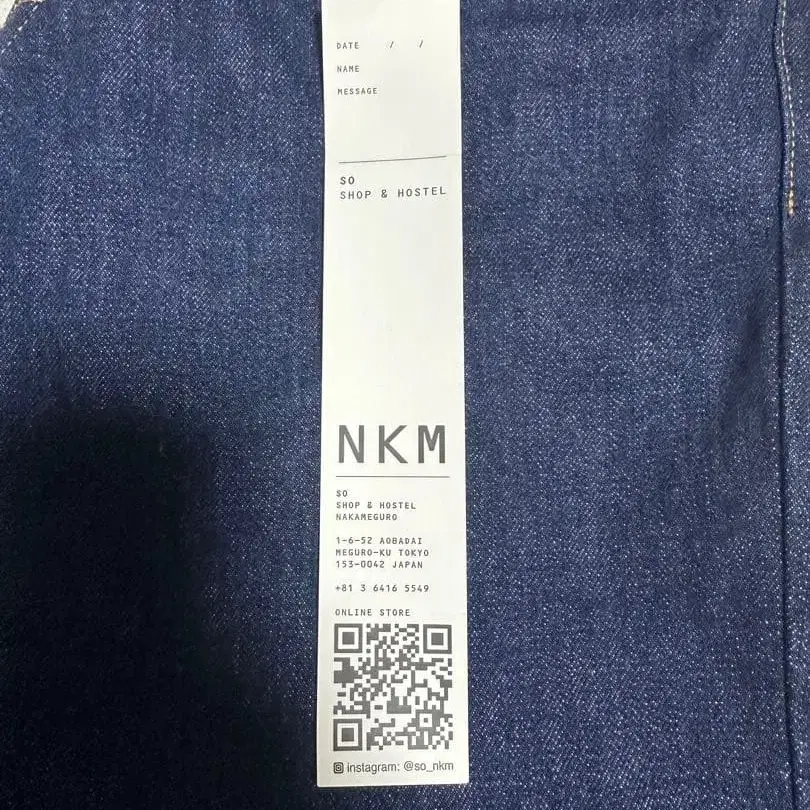 DATE / /
NAME
MESSAGE
SO
SHOP & HOSTEL
NKM
SO
SHOP & HOSTEL
NAKAMEGURO
1-6-52 AOBADAI
MEGURO-KU TOKYO
153-0042 JAPAN
+81 3 6416 5549
ONLINE STORE
instagram: @so_nkm